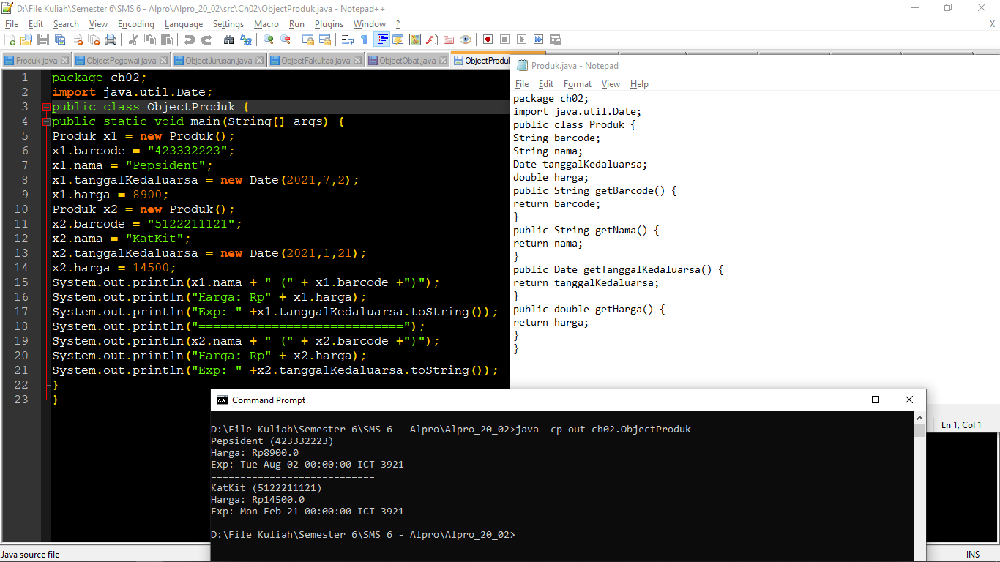 D:\File Kuliah\Semester 6\SMS 6 - Alpro\Alpro_20_02\src\Ch02\ObjectProduk.java - Notepad++
File Edit Search View Encoding Language Settings Macro Run Plugins Window ? X
Produk.java ObjectPegawai.java ObjectJurusan.java ObjectFakultas.java ObjectObat.java ObjectProduk
1 package ch02;
2 import java.util.Date;
3 public class ObjectProduk {
4 public static void main(String[] args) {
5 Produk x1 = new Produk();
6 x1.barcode = "423332223";
7 x1.nama = "Pepsident";
8 x1.tanggalKedaluarsa = new Date(2021,7,2);
9 x1.harga = 8900;
10 Produk x2 = new Produk();
11 x2.barcode = "5122211121";
12 x2.nama = "KatKit";
13 x2.tanggalKedaluarsa = new Date(2021,1,21);
14 x2.harga = 14500;
15 System.out.println(x1.nama + " (" + x1.barcode +")");
16 System.out.println("Harga: Rp" + x1.harga);
17 System.out.println("Exp: " +x1.tanggalKedaluarsa.toString());
18 System.out.println("============================");
19 System.out.println(x2.nama + " (" + x2.barcode +")");
20 System.out.println("Harga: Rp" + x2.harga);
21 System.out.println("Exp: " +x2.tanggalKedaluarsa.toString());
22 }
23 }
Produk.java - Notepad
File Edit Format View Help
package ch02;
import java.util.Date;
public class Produk {
String barcode;
String nama;
Date tanggalKedaluarsa;
double harga;
public String getBarcode() {
return barcode;
}
public String getNama() {
return nama;
}
public Date getTanggalKedaluarsa() {
return tanggalKedaluarsa;
}
public double getHarga() {
return harga;
}
}
Ln 1, Col 1
Command Prompt
D:\File Kuliah\Semester 6\SMS 6 - Alpro\Alpro_20_02>java -cp out ch02.ObjectProduk
Pepsident (423332223)
Harga: Rp8900.0
Exp: Tue Aug 02 00:00:00 ICT 3921
============================
KatKit (5122211121)
Harga: Rp14500.0
Exp: Mon Feb 21 00:00:00 ICT 3921
D:\File Kuliah\Semester 6\SMS 6 - Alpro\Alpro_20_02>
Java source file
INS